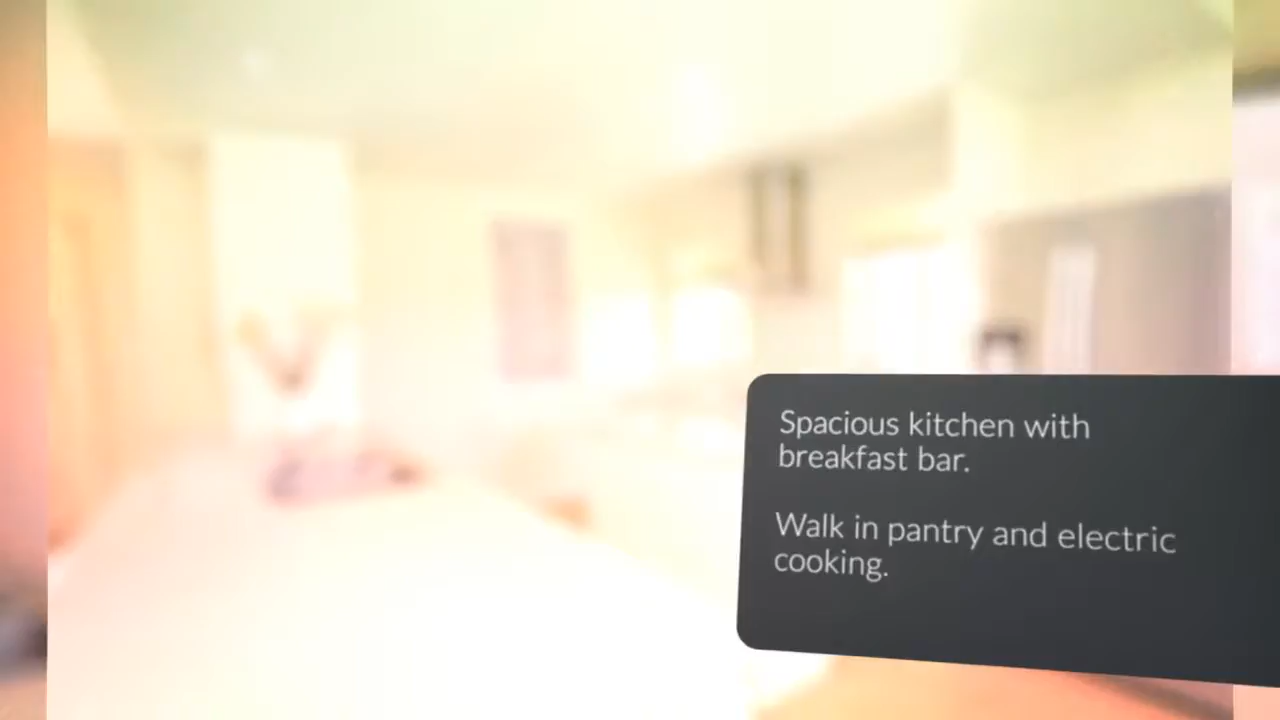 Spacious kitchen with
breakfast bar.
Walk in pantry and electric
cooking.